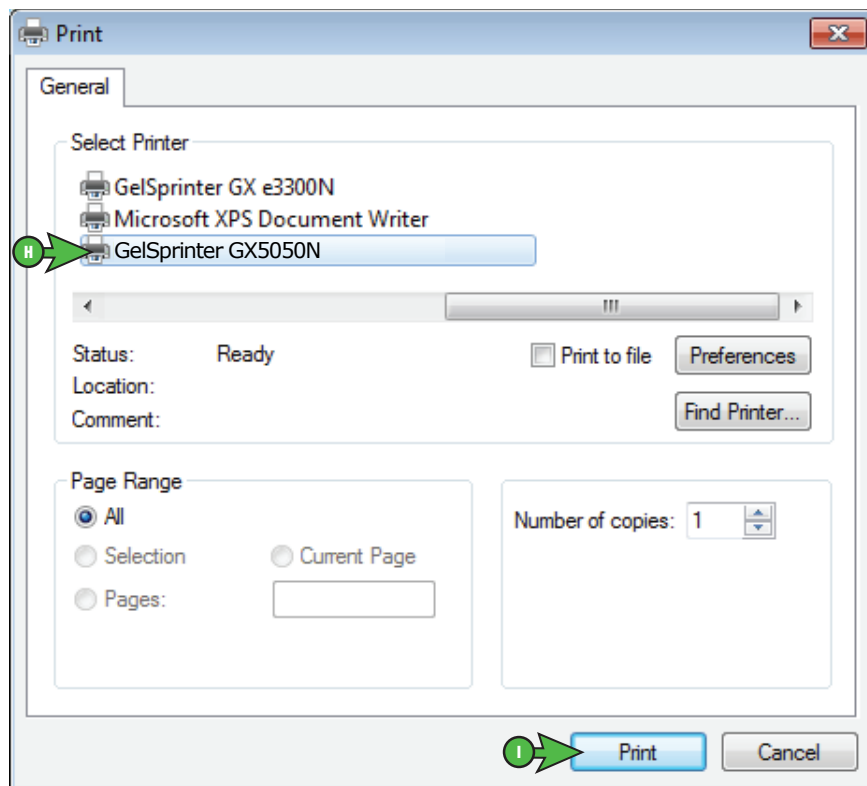 Print
General
Select Printer
GelSprinter GX e3300N
Microsoft XPS Document Writer
H
GelSprinter GX5050N
Status: Ready
Print to file
Preferences
Location:
Comment:
Find Printer...
Page Range
All
Selection
Current Page
Pages:
Number of copies: 1
I
Print
Cancel